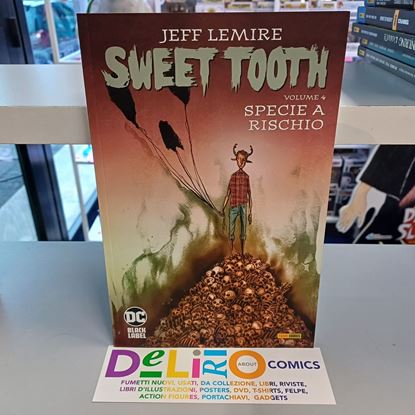 JEFF LEMIRE
SWEET TOOTH
VOLUME 4
SPECIE A
RISCHIO
DC
BLACK
LABEL
DELIRIO ABOUT COMICS
FUMETTI NUOVI, USATI, DA COLLEZIONE, LIBRI, RIVISTE,
LIBRI D'ILLUSTRAZIONI, POSTERS, DVD, T-SHIRTS, FELPE,
ACTION FIGURES, PORTACHIAVI, GADGETS